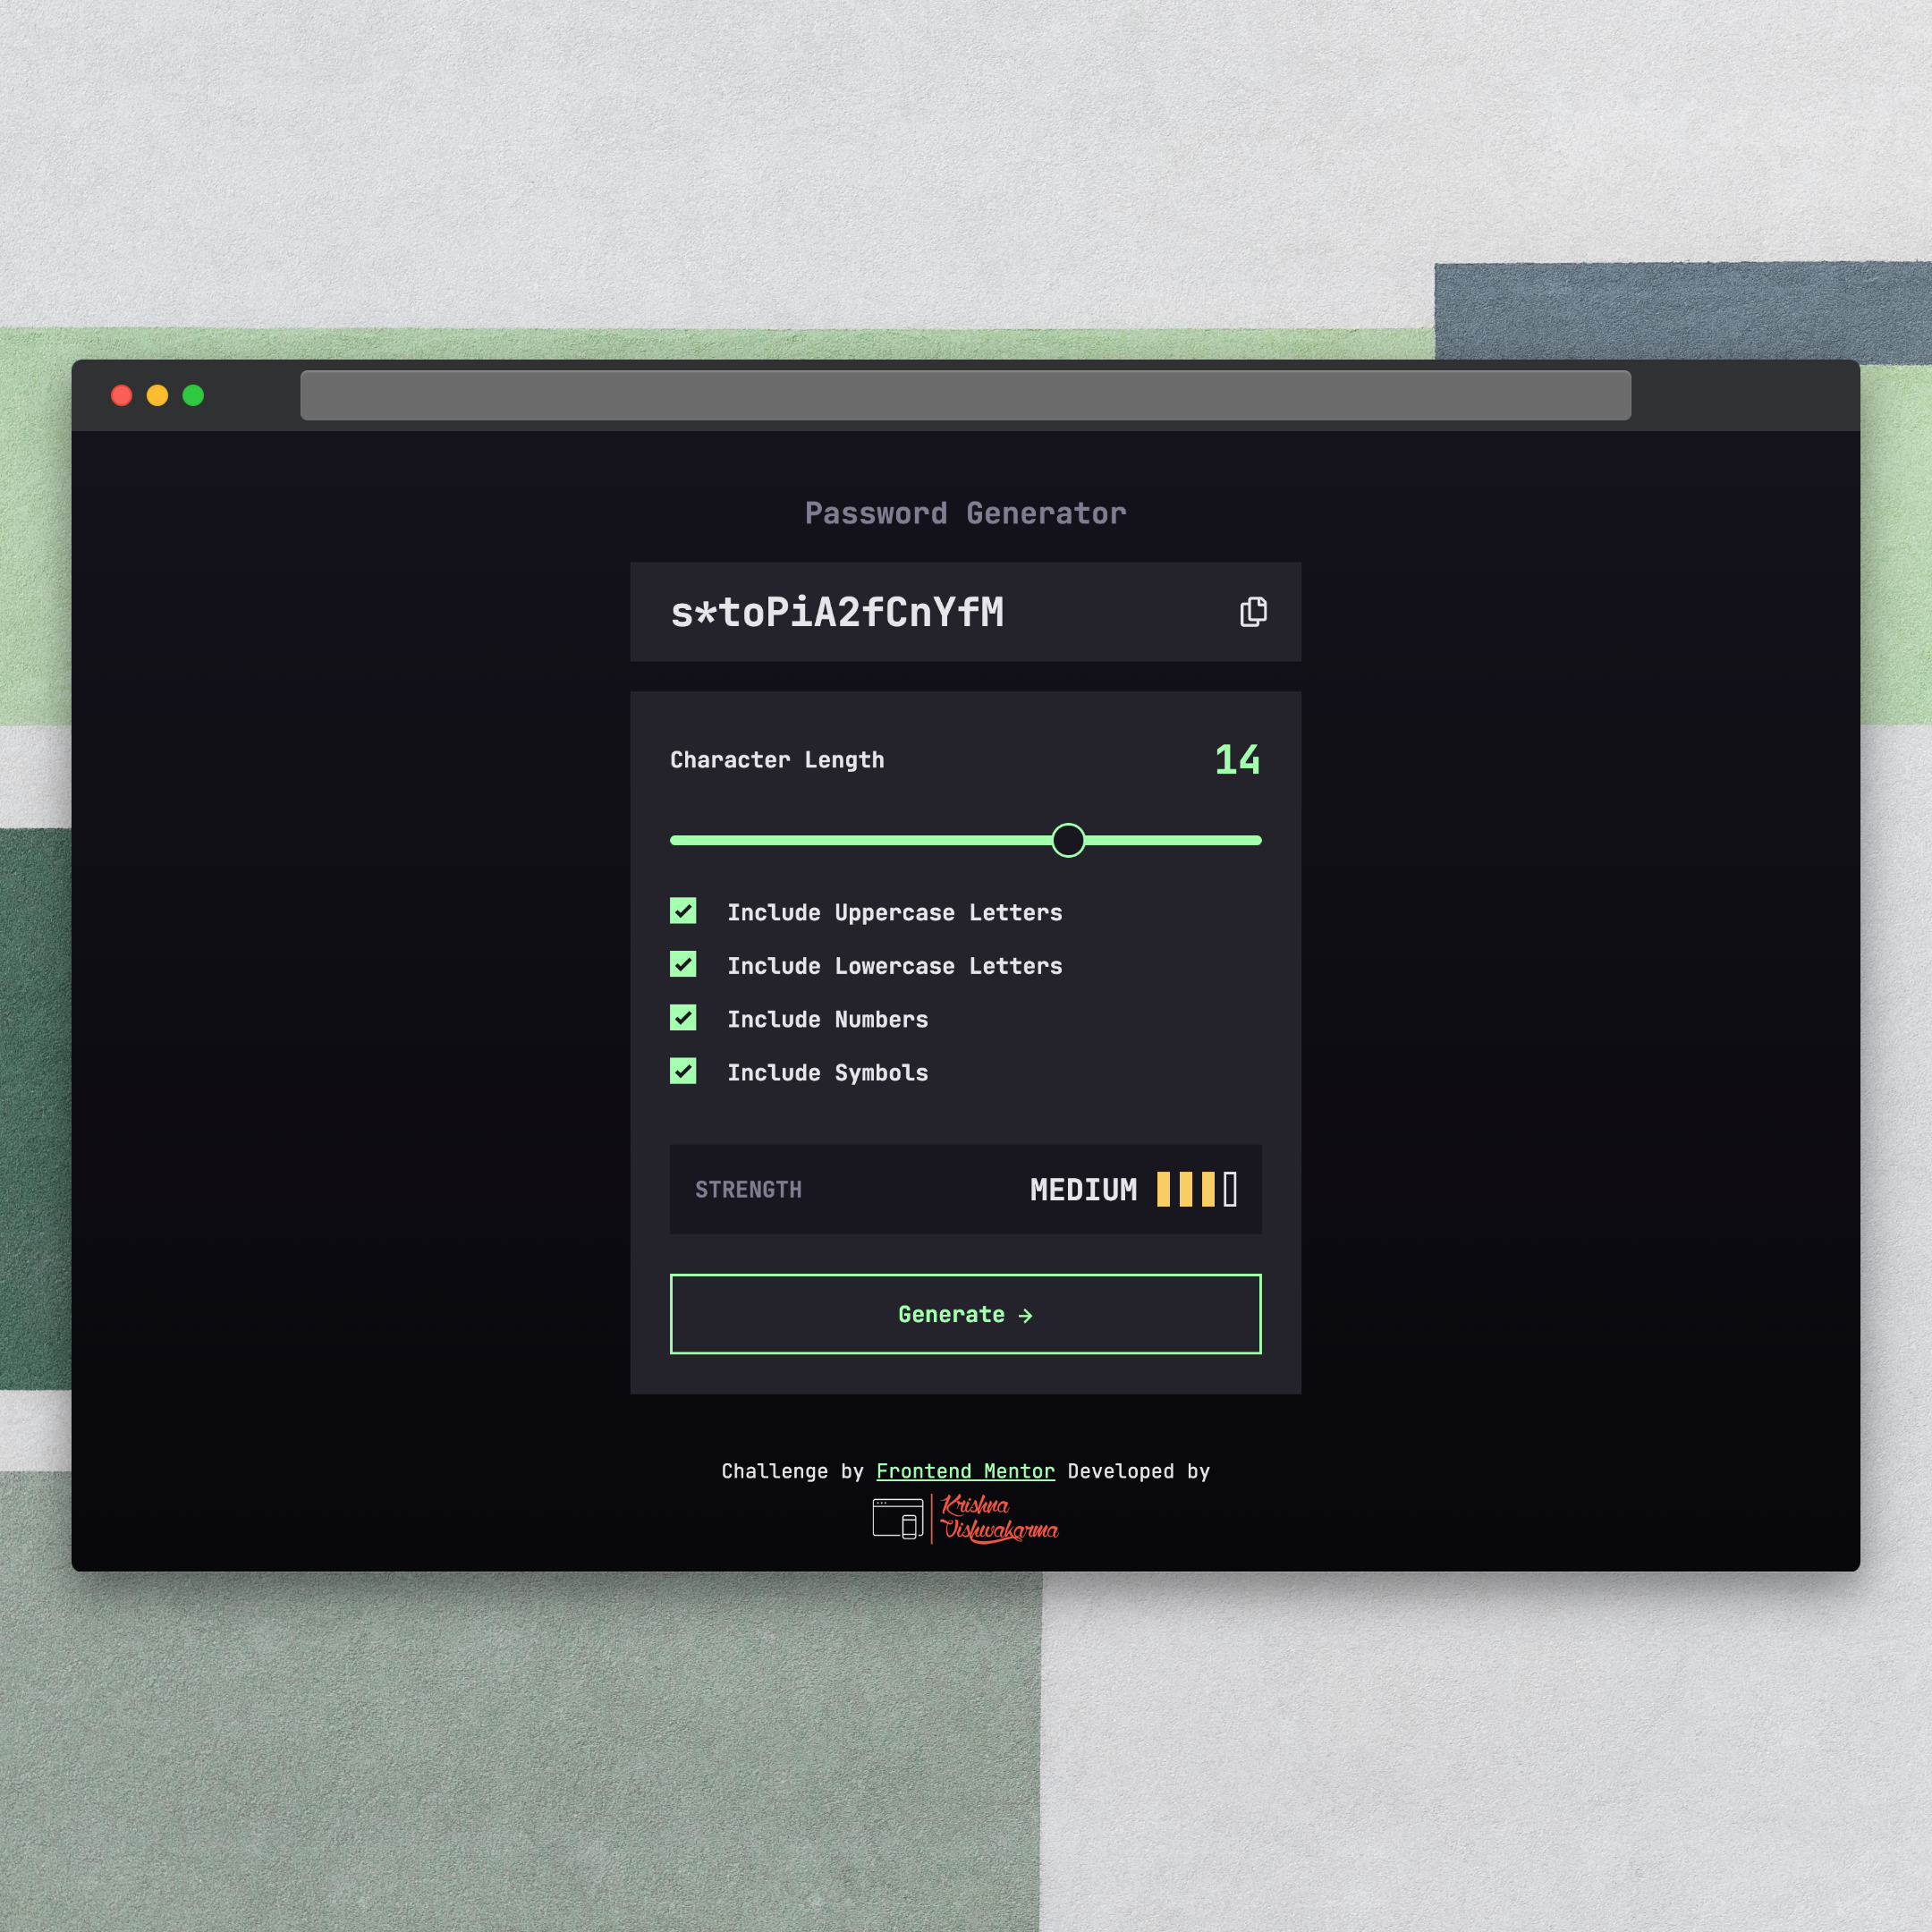 Password Generator
s*toPiA2fCnYfM
Character Length
14
Include Uppercase Letters
Include Lowercase Letters
Include Numbers
Include Symbols
STRENGTH
MEDIUM
Generate →
Challenge by Frontend Mentor Developed by
Krishna
Vishwakarma